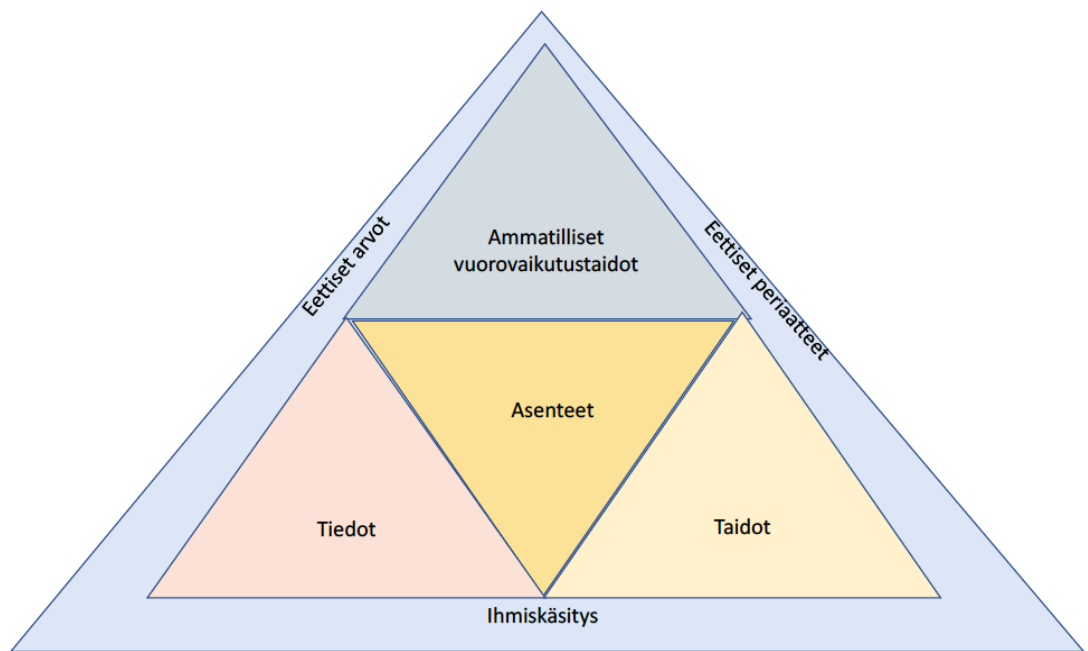 Ammatilliset
vuorovaikutustaidot
Eettiset arvot
Eettiset periaatteet
Asenteet
Tiedot
Taidot
Ihmiskäsitys